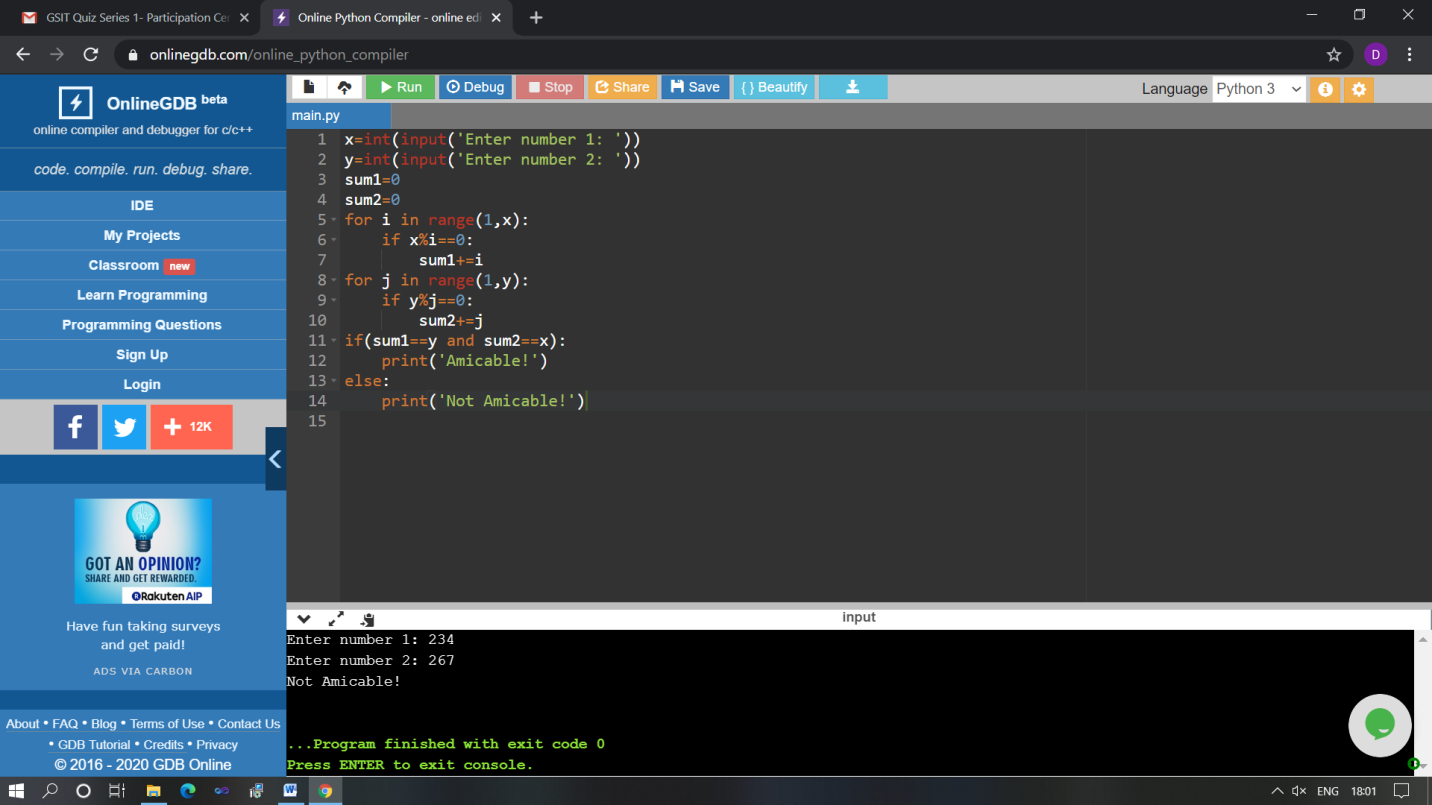 GSIT Quiz Series 1- Participation Cer
Online Python Compiler - online edi
onlinegdb.com/online_python_compiler
D
OnlineGDB beta
online compiler and debugger for c/c++
code. compile. run. debug. share.
IDE
My Projects
Classroom new
Learn Programming
Programming Questions
Sign Up
Login
f
12K
GOT AN OPINION?
SHARE AND GET REWARDED.
Rakuten AIP
Have fun taking surveys
and get paid!
ADS VIA CARBON
About • FAQ • Blog • Terms of Use • Contact Us
• GDB Tutorial • Credits • Privacy
© 2016 - 2020 GDB Online
Run Debug Stop Share Save { } Beautify
Language Python 3
main.py
1 x=int(input('Enter number 1: '))
2 y=int(input('Enter number 2: '))
3 sum1=0
4 sum2=0
5 for i in range(1,x):
6     if x%i==0:
7         sum1+=i
8 for j in range(1,y):
9     if y%j==0:
10         sum2+=j
11 if(sum1==y and sum2==x):
12     print('Amicable!')
13 else:
14     print('Not Amicable!')
15
input
Enter number 1: 234
Enter number 2: 267
Not Amicable!
...Program finished with exit code 0
Press ENTER to exit console.
ENG 18:01